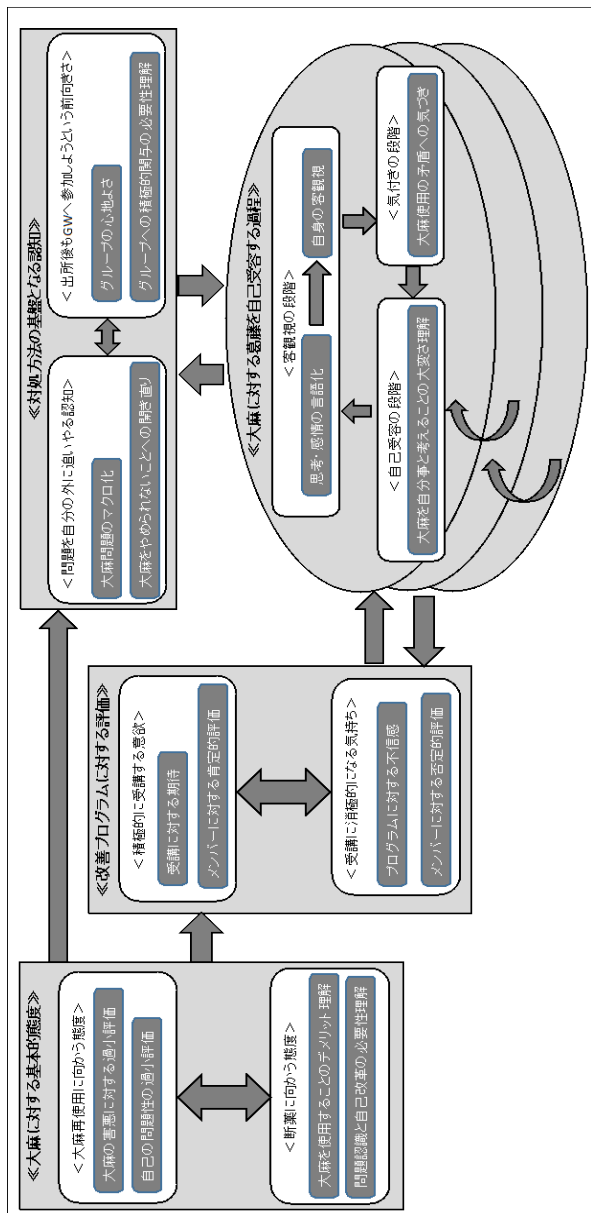 ≪大麻に対する基本的態度≫
＜大麻再使用に向かう態度＞
大麻の害悪に対する過小評価
自己の問題性の過小評価
＜断薬に向かう態度＞
大麻を使用することのデメリット理解
問題認識と自己改革の必要性理解
≪改善プログラムに対する評価≫
＜積極的に受講する意欲＞
受講に対する期待
メンバーに対する肯定的評価
＜受講に消極的になる気持ち＞
プログラムに対する不信感
メンバーに対する否定的評価
≪対処方法の基盤となる認知≫
＜問題を自分の外に追いやる認知＞
大麻問題のマクロ化
大麻をやめられないことへの開き直り
＜出所後もGWへ参加しようという前向きさ＞
グループの心地よさ
グループへの積極的関与の必要性理解
≪大麻に対する葛藤を自己受容する過程≫
＜客観視の段階＞
思考・感情の言語化
自身の客観視
＜自己受容の段階＞
大麻を自分事と考えることの大変さ理解
＜気付きの段階＞
大麻使用の矛盾への気づき